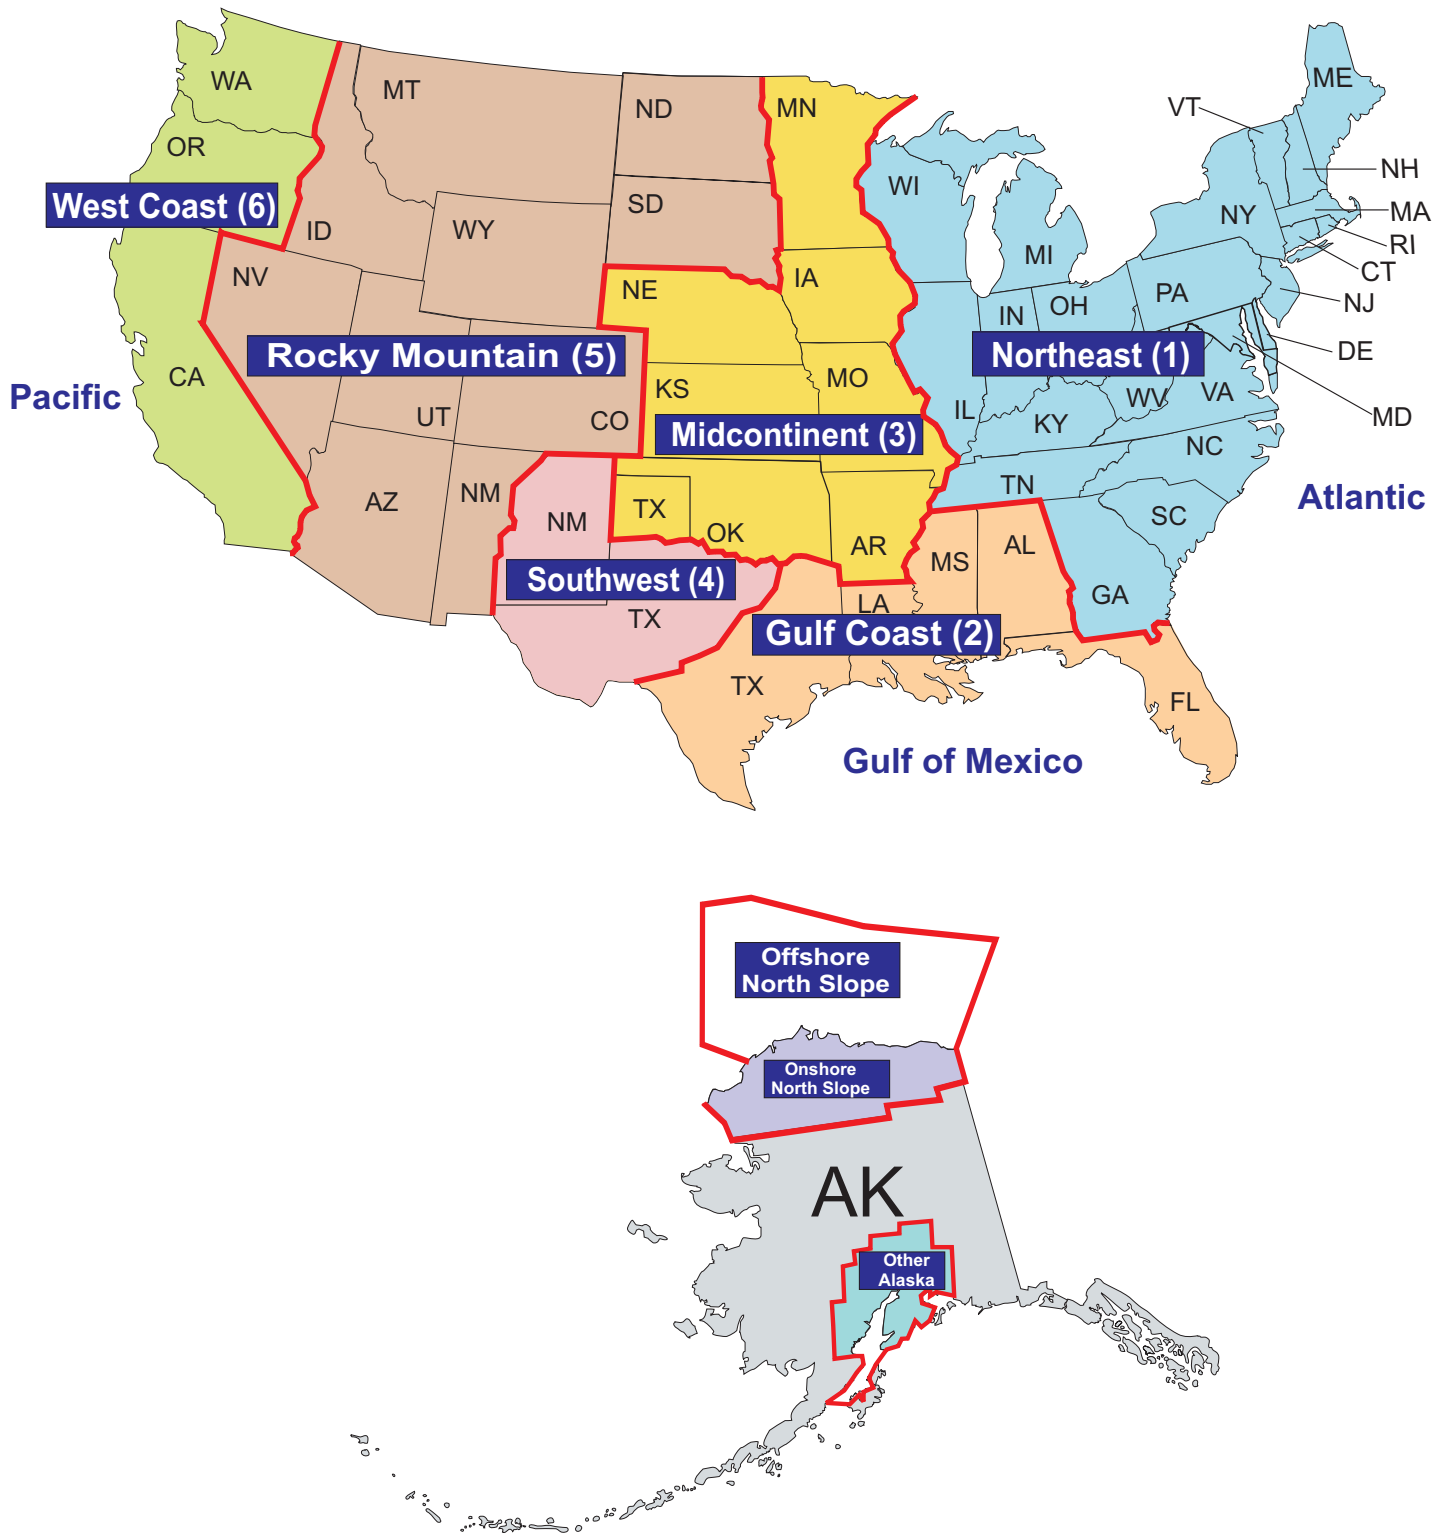 WA
MT
ND
MN
ME
VT
OR
NH
WI
West Coast (6)
SD
MA
ID
WY
NY
RI
MI
CT
NV
IA
NE
PA
NJ
IN
OH
Rocky Mountain (5)
Northeast (1)
DE
CA
KS
MO
WV
VA
Pacific
UT
CO
IL
KY
MD
Midcontinent (3)
NC
TN
AZ
NM
Atlantic
TX
NM
SC
OK
AR
AL
MS
Southwest (4)
GA
LA
TX
Gulf Coast (2)
TX
FL
Gulf of Mexico
Offshore
North Slope
Onshore
North Slope
AK
Other
Alaska